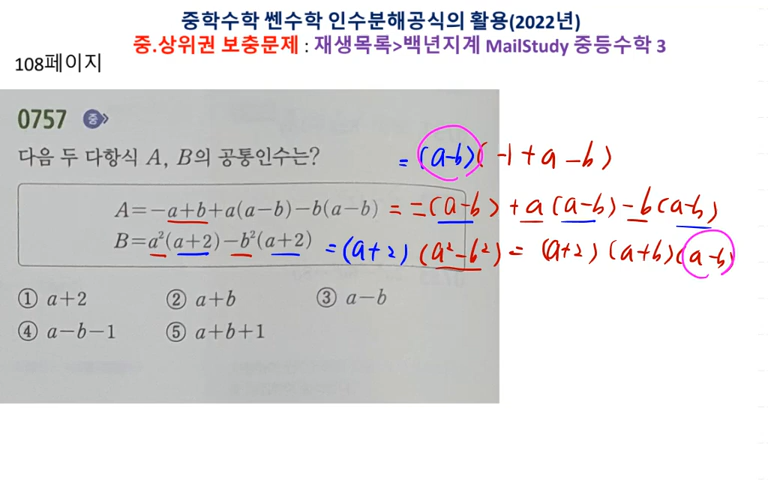 중학수학 쎈수학 인수분해공식의 활용(2022년)
중.상위권 보충문제 : 재생목록>백년지계 MailStudy 중등수학 3
108페이지
0757 중
다음 두 다항식 A, B의 공통인수는?
= (a-b)(-1+a-b)
A=-a+b+a(a-b)-b(a-b) = -(a-b)+a(a-b)-b(a-b)
B=a²(a+2)-b²(a+2) = (a+2)(a²-b²) = (a+2)(a+b)(a-b)
① a+2 ② a+b ③ a-b
④ a-b-1 ⑤ a+b+1